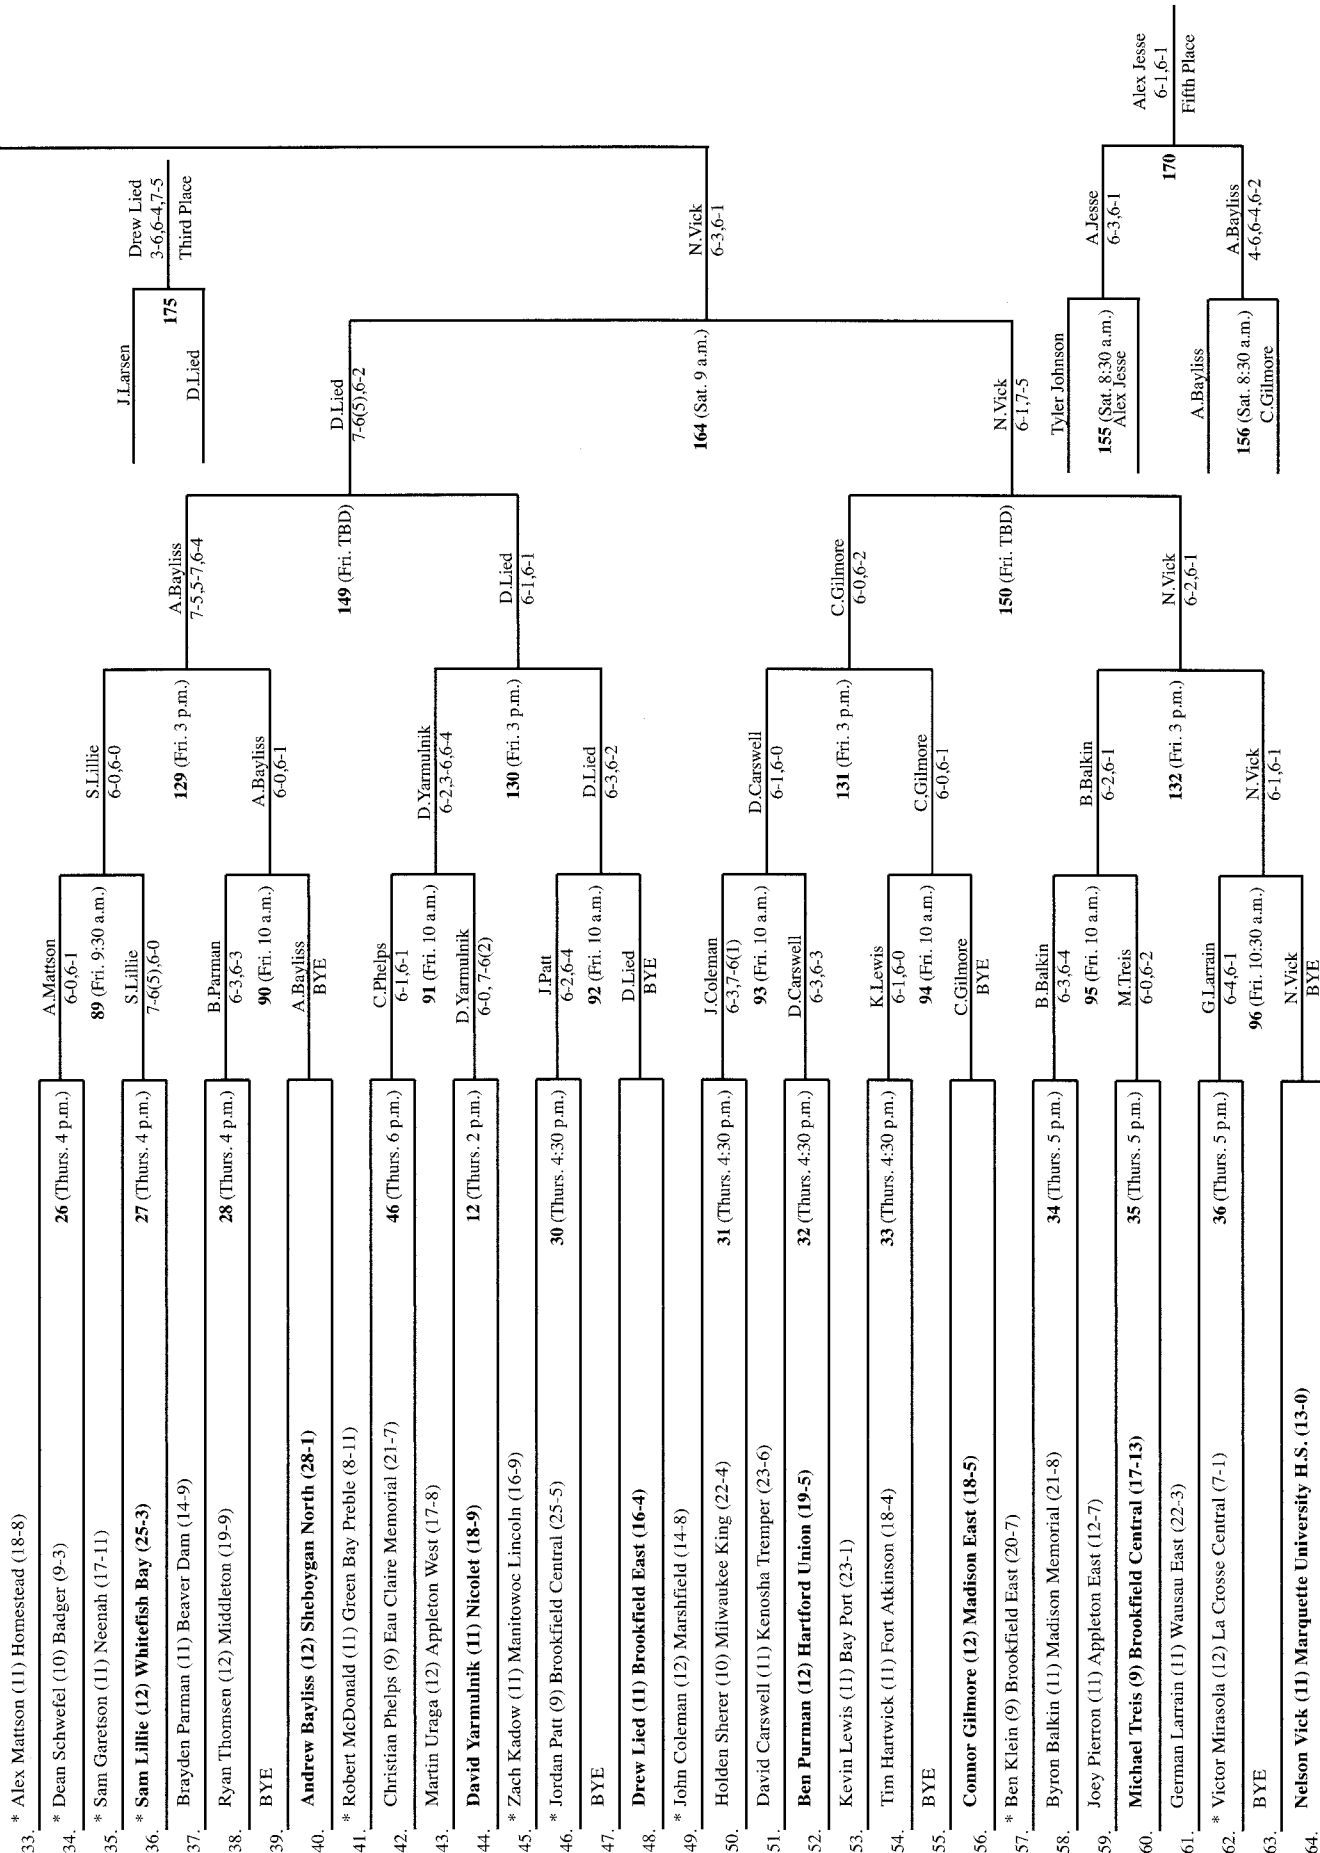 33. * Alex Mattson (11) Homestead (18-8)
34. * Dean Schwefel (10) Badger (9-3)
35. * Sam Garetson (11) Neenah (17-11)
36. * Sam Lillie (12) Whitefish Bay (25-3)
37. Brayden Parman (11) Beaver Dam (14-9)
38. Ryan Thomsen (12) Middleton (19-9)
39. BYE
40. Andrew Bayliss (12) Sheboygan North (28-1)
41. * Robert McDonald (11) Green Bay Preble (8-11)
42. Christian Phelps (9) Eau Claire Memorial (21-7)
43. Martin Uraga (12) Appleton West (17-8)
44. David Yarmulnik (11) Nicolet (18-9)
45. * Zach Kadow (11) Manitowoc Lincoln (16-9)
46. * Jordan Patt (9) Brookfield Central (25-5)
47. BYE
48. Drew Lied (11) Brookfield East (16-4)
49. * John Coleman (12) Marshfield (14-8)
50. Holden Sherer (10) Milwaukee King (22-4)
51. David Carswell (11) Kenosha Tremper (23-6)
52. Ben Purman (12) Hartford Union (19-5)
53. Kevin Lewis (11) Bay Port (23-1)
54. Tim Hartwick (11) Fort Atkinson (18-4)
55. BYE
56. Connor Gilmore (12) Madison East (18-5)
57. * Ben Klein (9) Brookfield East (20-7)
58. Byron Balkin (11) Madison Memorial (21-8)
59. Joey Pierron (11) Appleton East (12-7)
60. Michael Treis (9) Brookfield Central (17-13)
61. German Larrain (11) Wausau East (22-3)
62. * Victor Mirasola (12) La Crosse Central (7-1)
63. BYE
64. Nelson Vick (11) Marquette University H.S. (13-0)
26 (Thurs. 4 p.m.)
27 (Thurs. 4 p.m.)
28 (Thurs. 4 p.m.)
46 (Thurs. 6 p.m.)
12 (Thurs. 2 p.m.)
30 (Thurs. 4:30 p.m.)
31 (Thurs. 4:30 p.m.)
32 (Thurs. 4:30 p.m.)
33 (Thurs. 4:30 p.m.)
34 (Thurs. 5 p.m.)
35 (Thurs. 5 p.m.)
36 (Thurs. 5 p.m.)
A.Mattson
6-0,6-1
89 (Fri. 9:30 a.m.)
S.Lillie
7-6(5),6-0
B.Parman
6-3,6-3
90 (Fri. 10 a.m.)
A.Bayliss
BYE
C.Phelps
6-1,6-1
91 (Fri. 10 a.m.)
D.Yarmulnik
6-0, 7-6(2)
J.Patt
6-2,6-4
92 (Fri. 10 a.m.)
D.Lied
BYE
J.Coleman
6-3,7-6(1)
93 (Fri. 10 a.m.)
D.Carswell
6-3,6-3
K.Lewis
6-1,6-0
94 (Fri. 10 a.m.)
C.Gilmore
BYE
B.Balkin
6-3,6-4
95 (Fri. 10 a.m.)
M.Treis
6-0,6-2
G.Larrain
6-4,6-1
96 (Fri. 10:30 a.m.)
N.Vick
BYE
S.Lillie
6-0,6-0
129 (Fri. 3 p.m.)
A.Bayliss
6-0,6-1
D.Yarmulnik
6-2,3-6,6-4
130 (Fri. 3 p.m.)
D.Lied
6-3,6-2
D.Carswell
6-1,6-0
131 (Fri. 3 p.m.)
C,Gilmore
6-0,6-1
B.Balkin
6-2,6-1
132 (Fri. 3 p.m.)
N.Vick
6-1,6-1
A.Bayliss
7-5,5-7,6-4
149 (Fri. TBD)
D.Lied
6-1,6-1
C.Gilmore
6-0,6-2
150 (Fri. TBD)
N.Vick
6-2,6-1
D.Lied
7-6(5),6-2
164 (Sat. 9 a.m.)
N.Vick
6-1,7-5
N.Vick
6-3,6-1
J.Larsen
175
D.Lied
Drew Lied
3-6,6-4,7-5
Third Place
Tyler Johnson
155 (Sat. 8:30 a.m.)
Alex Jesse
A.Bayliss
156 (Sat. 8:30 a.m.)
C.Gilmore
A.Jesse
6-3,6-1
170
A.Bayliss
4-6,6-4,6-2
Alex Jesse
6-1,6-1
Fifth Place